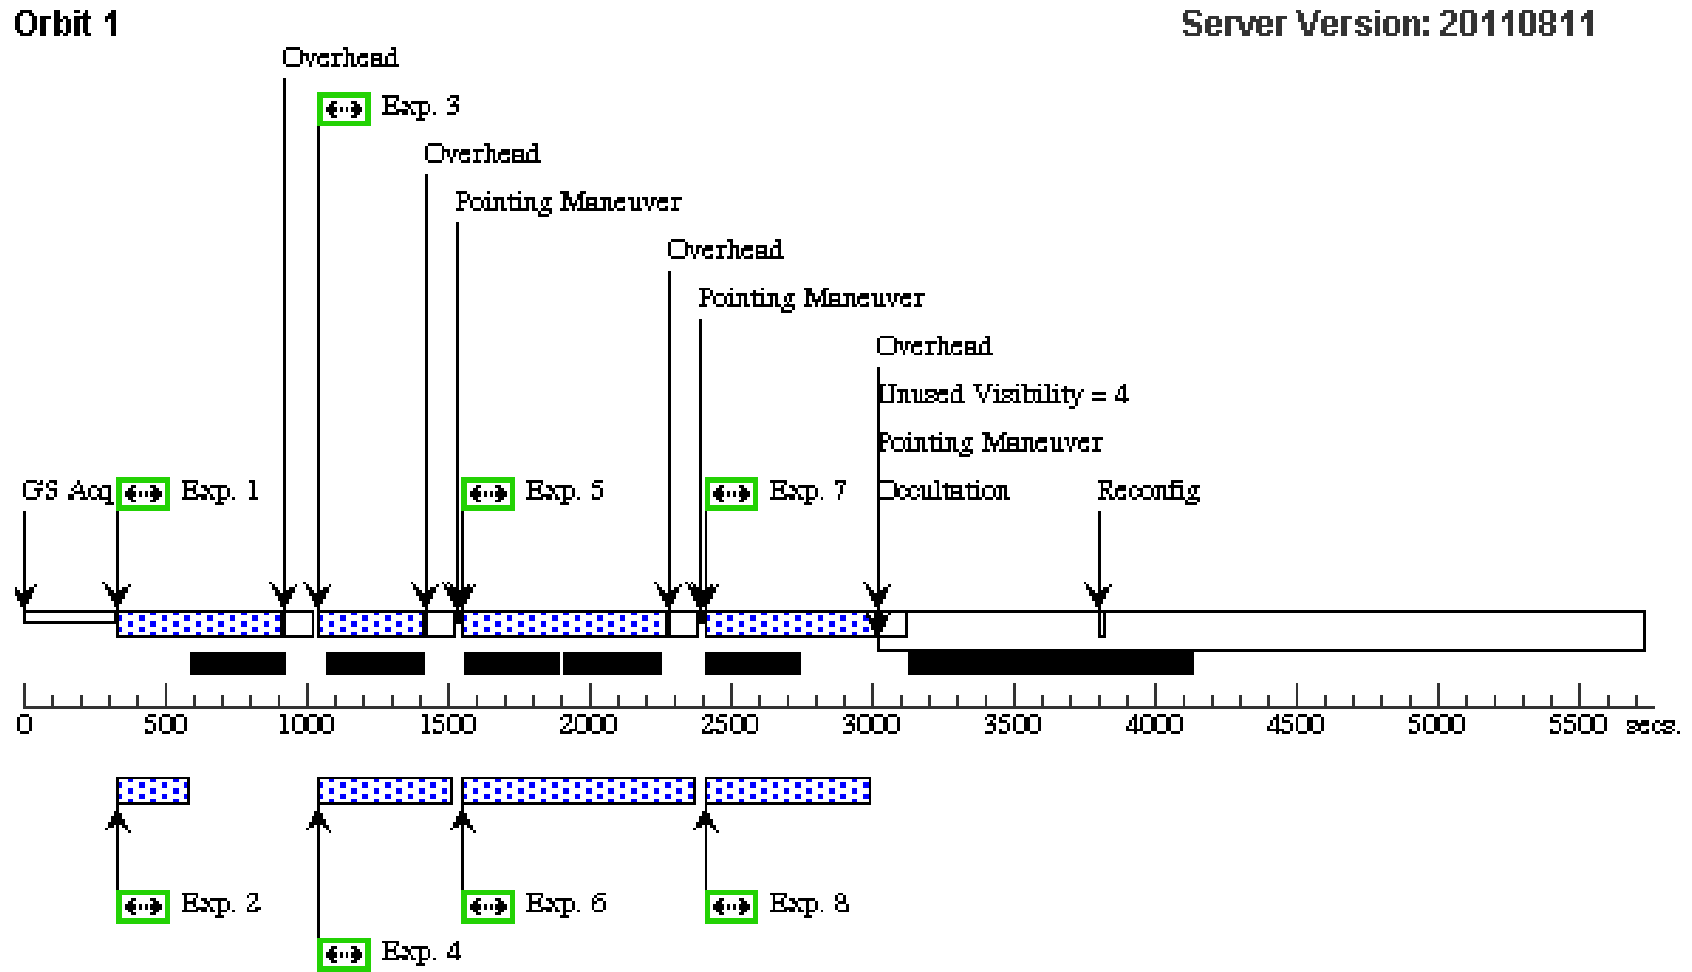 Orbit 1
Server Version: 20110811
Overhead
Exp. 3
Overhead
Pointing Maneuver
Overhead
Pointing Maneuver
Overhead
Unused Visibility = 4
Pointing Maneuver
GS Acq
Exp. 1
Exp. 5
Exp. 7
Occultation
Reconfig
0 500 1000 1500 2000 2500 3000 3500 4000 4500 5000 5500 secs.
Exp. 2
Exp. 6
Exp. 8
Exp. 4